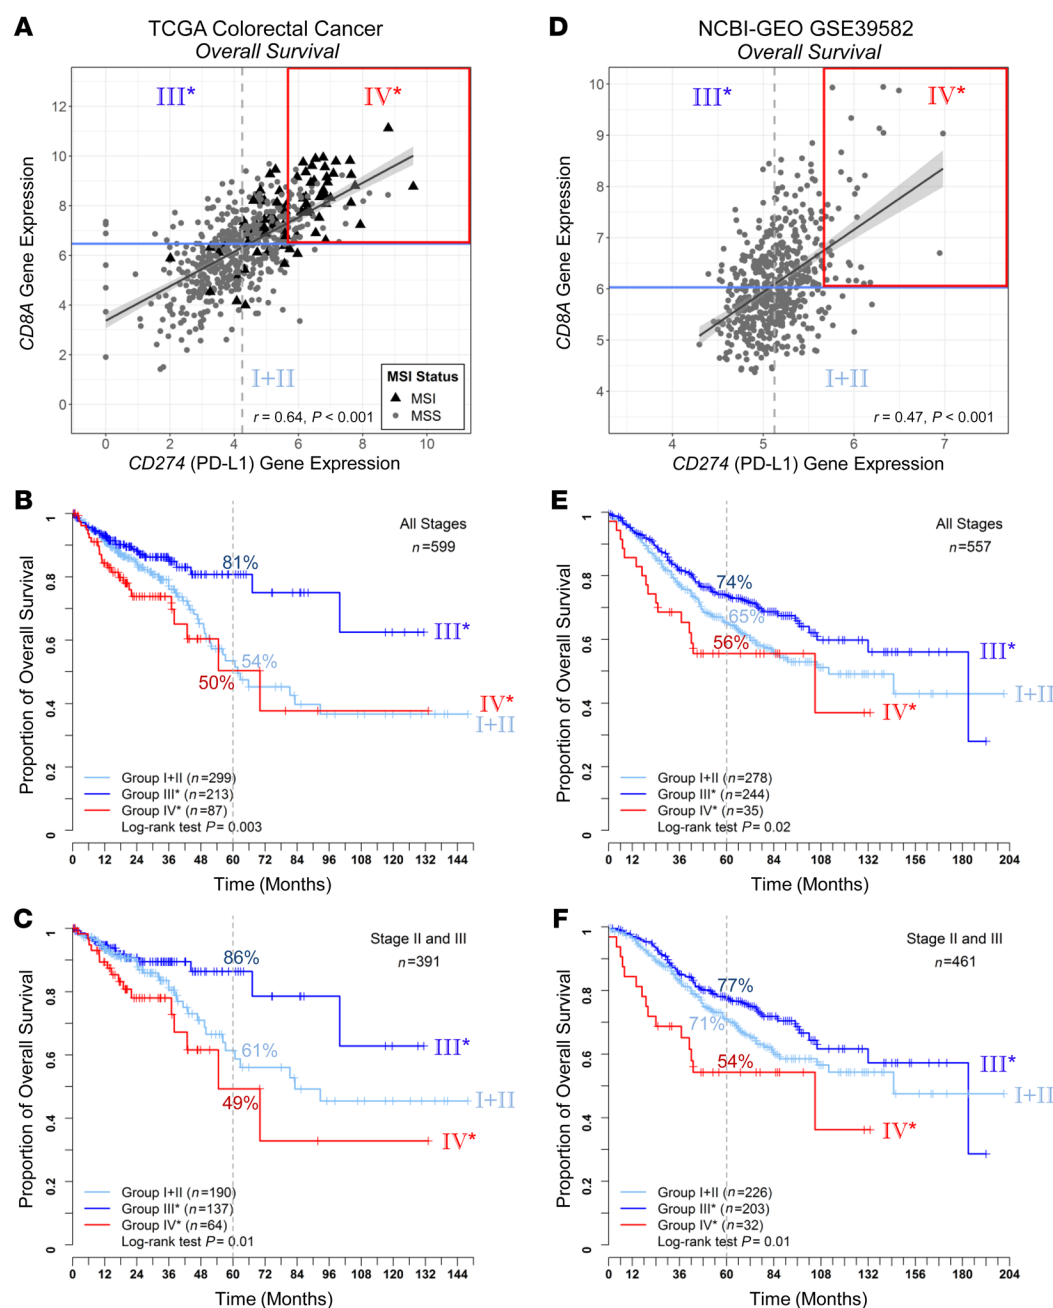 A
TCGA Colorectal Cancer
Overall Survival
CD8A Gene Expression
12
10
8
6
4
2
0
III*
IV*
I+II
MSI Status
MSI
MSS
r = 0.64, P < 0.001
0
2
4
6
8
10
CD274 (PD-L1) Gene Expression
D
NCBI-GEO GSE39582
Overall Survival
CD8A Gene Expression
10
9
8
7
6
5
4
III*
IV*
I+II
r = 0.47, P < 0.001
4
5
6
7
CD274 (PD-L1) Gene Expression
B
Proportion of Overall Survival
1
0.8
0.6
0.4
0.2
0
All Stages
n=599
81%
54%
50%
III*
IV*
I+II
Group I+II (n=299)
Group III* (n=213)
Group IV* (n=87)
Log-rank test P= 0.003
0 12 24 36 48 60 72 84 96 108 120 132 144
Time (Months)
E
Proportion of Overall Survival
1
0.8
0.6
0.4
0.2
0
All Stages
n=557
74%
65%
56%
III*
I+II
IV*
Group I+II (n=278)
Group III* (n=244)
Group IV* (n=35)
Log-rank test P = 0.02
0 12 36 60 84 108 132 156 180 204
Time (Months)
C
Proportion of Overall Survival
1
0.8
0.6
0.4
0.2
0
Stage II and III
n=391
86%
61%
49%
III*
I+II
IV*
Group I+II (n=190)
Group III* (n=137)
Group IV* (n=64)
Log-rank test P= 0.01
0 12 24 36 48 60 72 84 96 108 120 132 144
Time (Months)
F
Proportion of Overall Survival
1
0.8
0.6
0.4
0.2
0
Stage II and III
n=461
77%
71%
54%
III*
I+II
IV*
Group I+II (n=226)
Group III* (n=203)
Group IV* (n=32)
Log-rank test P = 0.01
0 12 36 60 84 108 132 156 180 204
Time (Months)